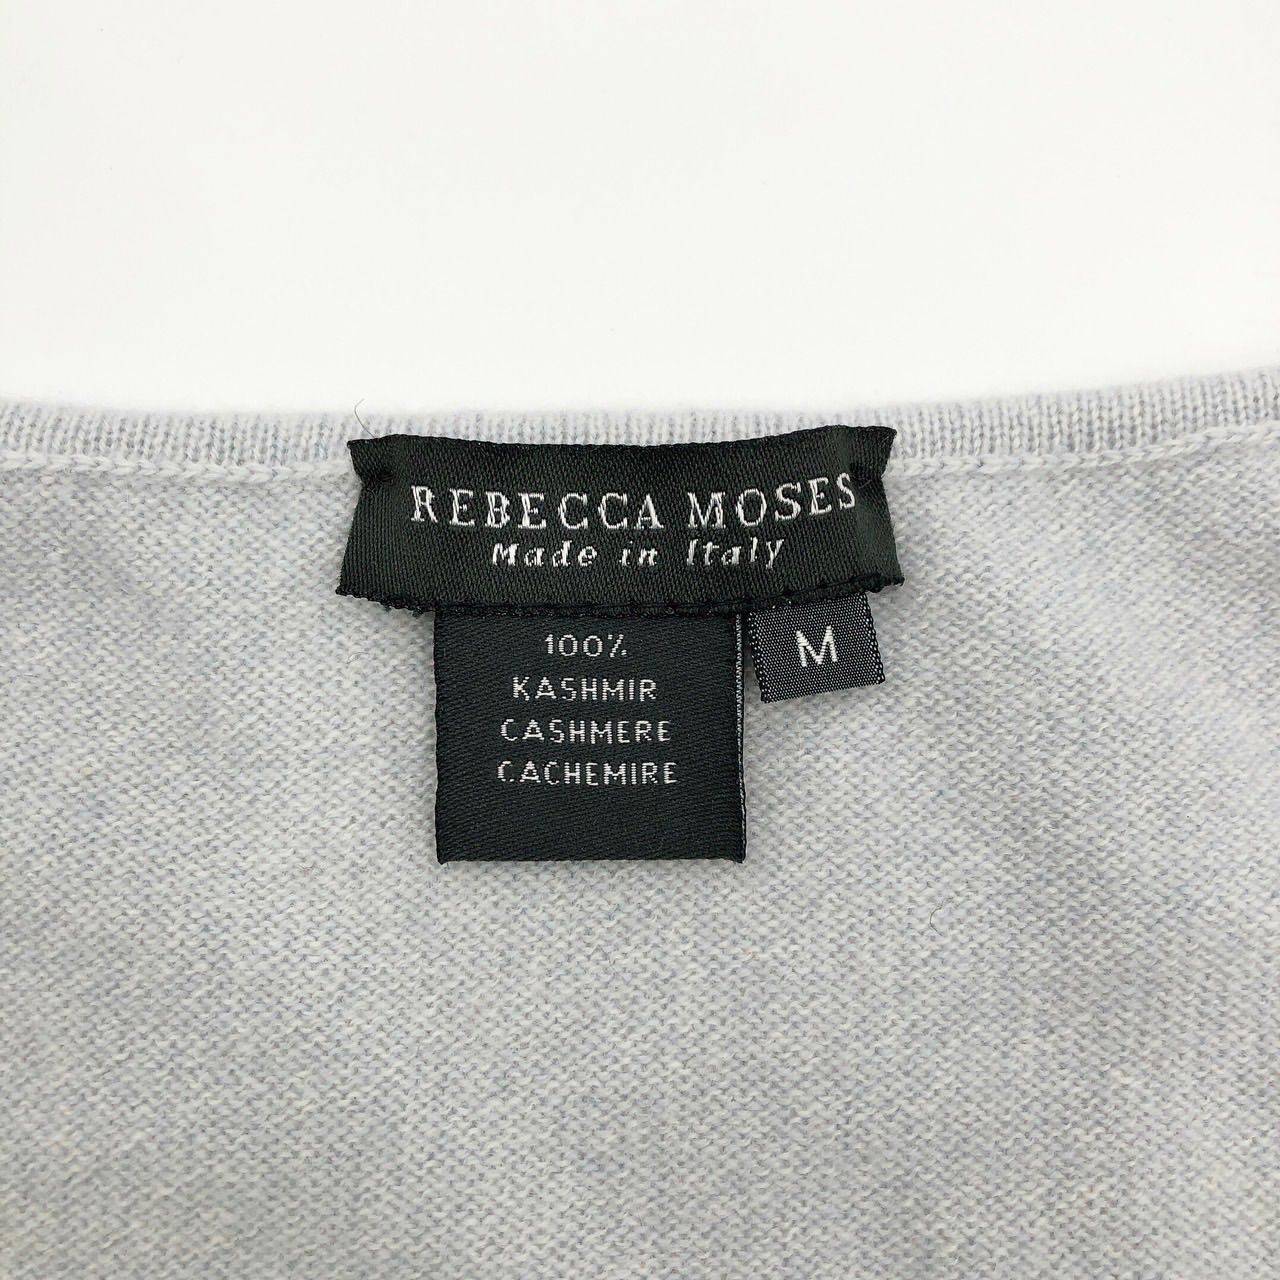 REBECCA MOSES
Made in Italy
100%
KASHMIR
CASHMERE
CACHEMIRE
M